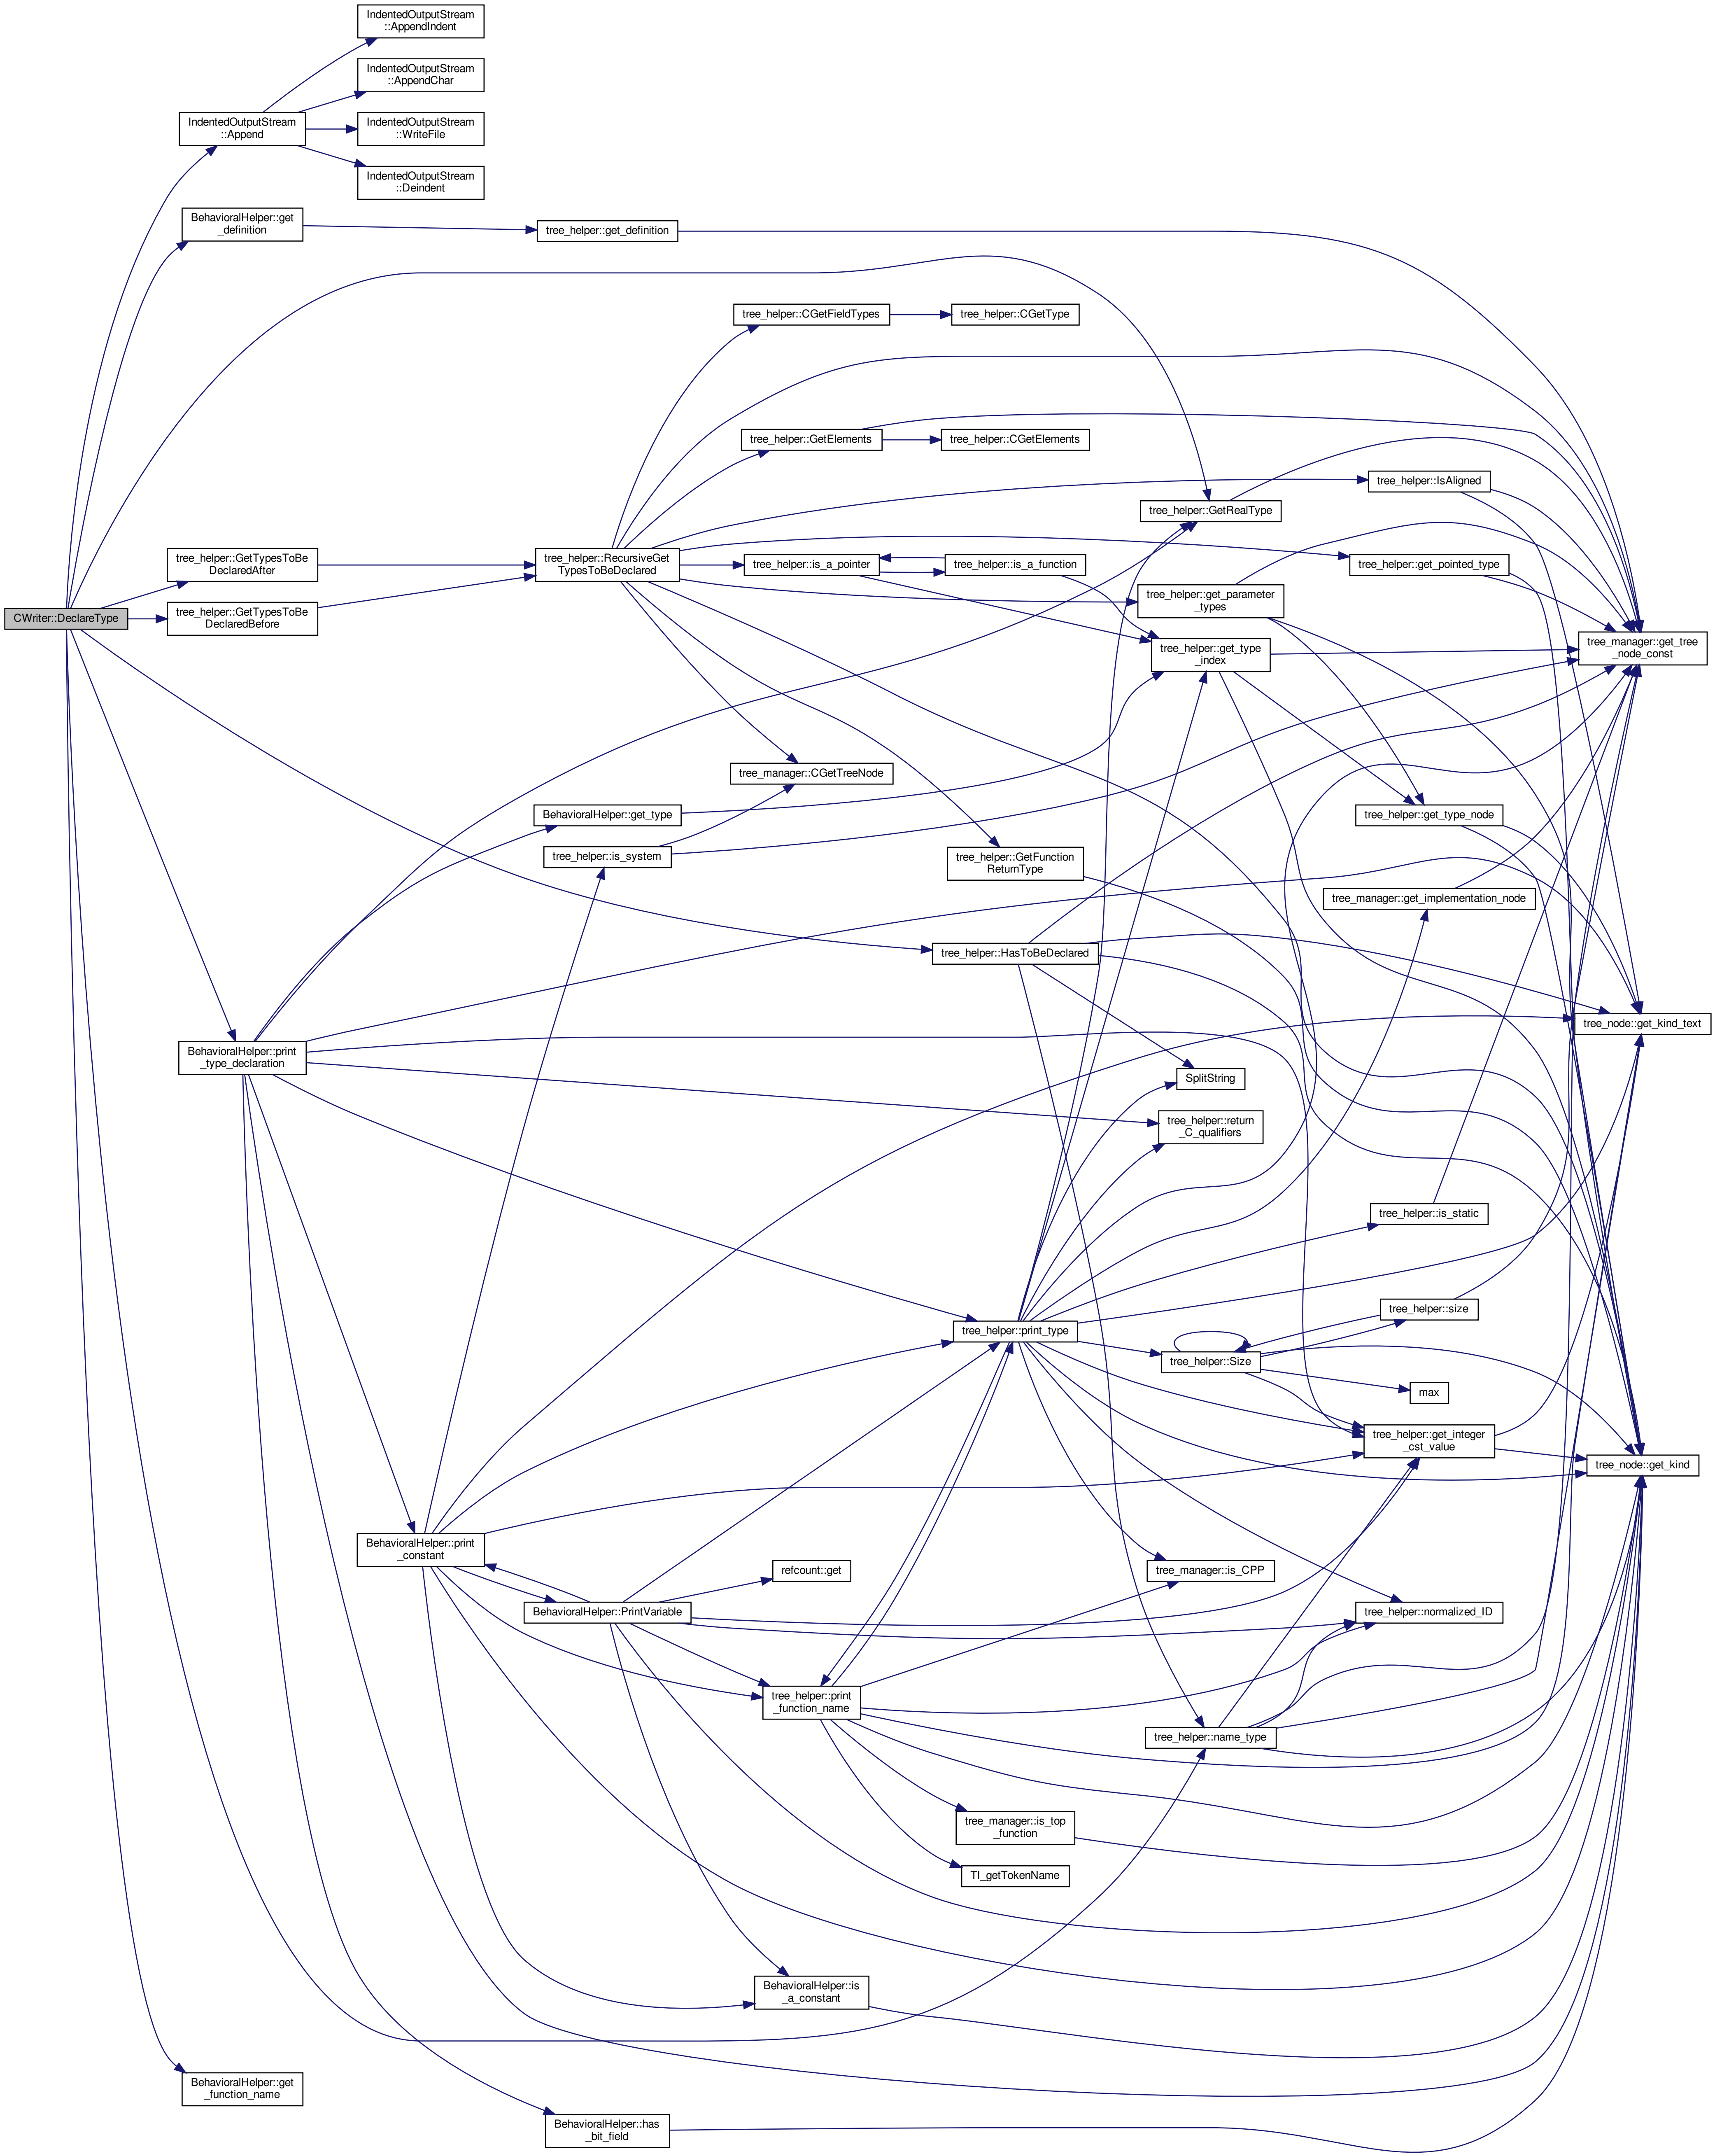 IndentedOutputStream
::AppendIndent
IndentedOutputStream
::AppendChar
IndentedOutputStream
::Append
IndentedOutputStream
::WriteFile
IndentedOutputStream
::Deindent
BehavioralHelper::get
_definition
tree_helper::get_definition
tree_helper::CGetFieldTypes
tree_helper::CGetType
tree_helper::GetElements
tree_helper::CGetElements
tree_helper::IsAligned
tree_helper::GetRealType
tree_helper::GetTypesToBe
DeclaredAfter
tree_helper::RecursiveGet
TypesToBeDeclared
tree_helper::is_a_pointer
tree_helper::is_a_function
tree_helper::get_pointed_type
tree_helper::get_parameter
_types
CWriter::DeclareType
tree_helper::GetTypesToBe
DeclaredBefore
tree_helper::get_type
_index
tree_manager::get_tree
_node_const
tree_manager::CGetTreeNode
BehavioralHelper::get_type
tree_helper::get_type_node
tree_helper::is_system
tree_helper::GetFunction
ReturnType
tree_manager::get_implementation_node
tree_helper::HasToBeDeclared
tree_node::get_kind_text
BehavioralHelper::print
_type_declaration
SplitString
tree_helper::return
_C_qualifiers
tree_helper::is_static
tree_helper::size
tree_helper::print_type
tree_helper::Size
max
tree_helper::get_integer
_cst_value
tree_node::get_kind
BehavioralHelper::print
_constant
refcount::get
tree_manager::is_CPP
BehavioralHelper::PrintVariable
tree_helper::normalized_ID
tree_helper::print
_function_name
tree_helper::name_type
tree_manager::is_top
_function
TI_getTokenName
BehavioralHelper::is
_a_constant
BehavioralHelper::get
_function_name
BehavioralHelper::has
_bit_field